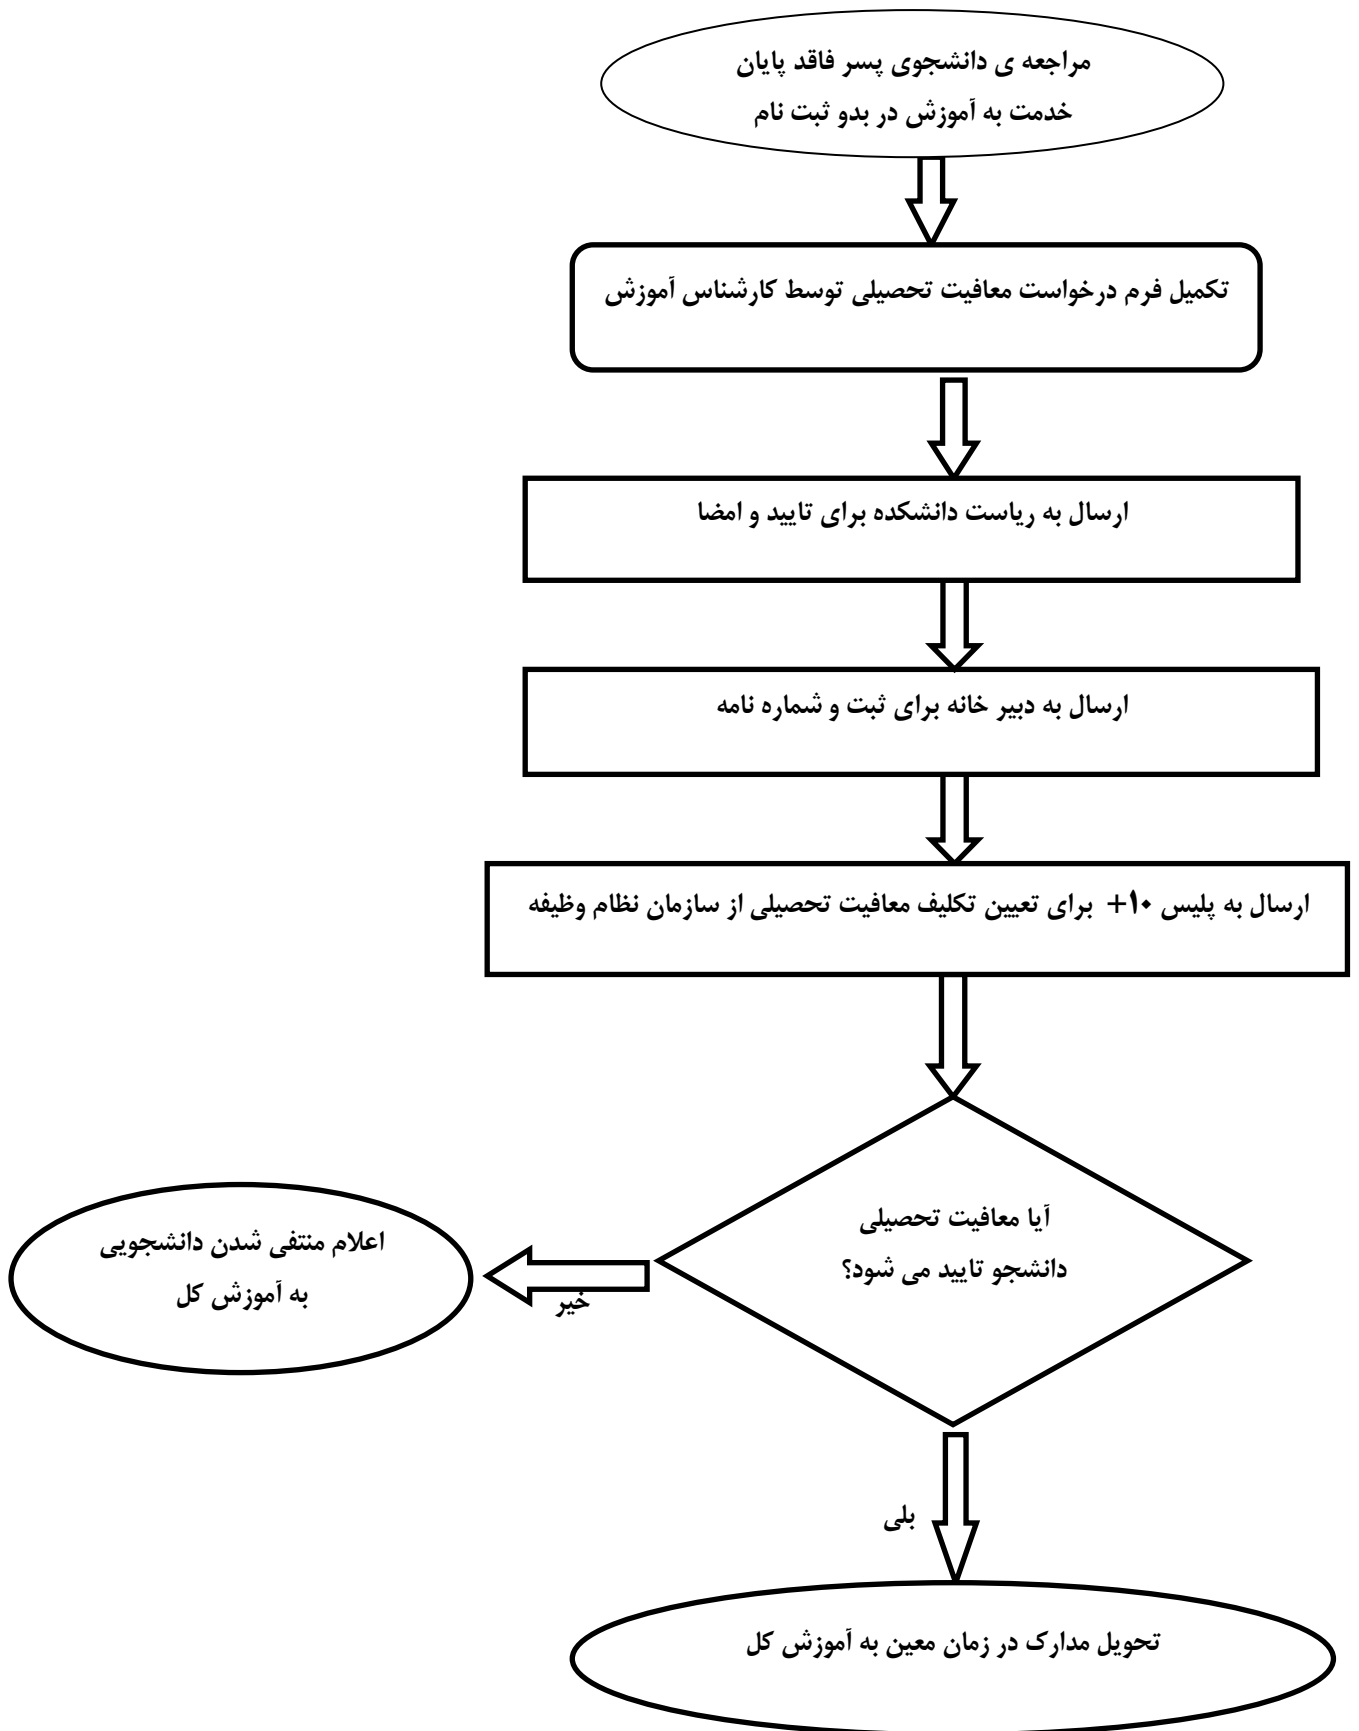 مراجعه ی دانشجوی پسر فاقد پایان
خدمت به آموزش در بدو ثبت نام
تکمیل فرم درخواست معافیت تحصیلی توسط کارشناس آموزش
ارسال به ریاست دانشکده برای تایید و امضا
ارسال به دبیر خانه برای ثبت و شماره نامه
ارسال به پلیس ۱۰+ برای تعیین تکلیف معافیت تحصیلی از سازمان نظام وظیفه
آیا معافیت تحصیلی
دانشجو تایید می شود؟
خیر
اعلام منتفی شدن دانشجویی
به آموزش کل
بلی
تحویل مدارک در زمان معین به آموزش کل